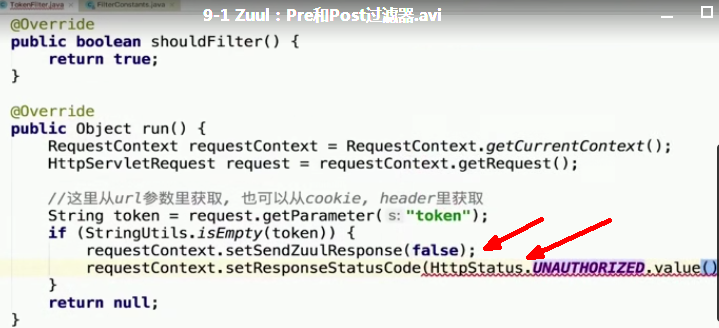 TokenFilter.java FilterConstants.java
9-1 Zuul：Pre和Post过滤器.avi
@Override
public boolean shouldFilter() {
return true;
}
@Override
public Object run() {
RequestContext requestContext = RequestContext.getCurrentContext();
HttpServletRequest request = requestContext.getRequest();
//这里从url参数里获取, 也可以从cookie, header里获取
String token = request.getParameter( s: "token");
if (StringUtils.isEmpty(token)) {
requestContext.setSendZuulResponse(false);
requestContext.setResponseStatusCode(HttpStatus.UNAUTHORIZED.value()
}
return null;
}